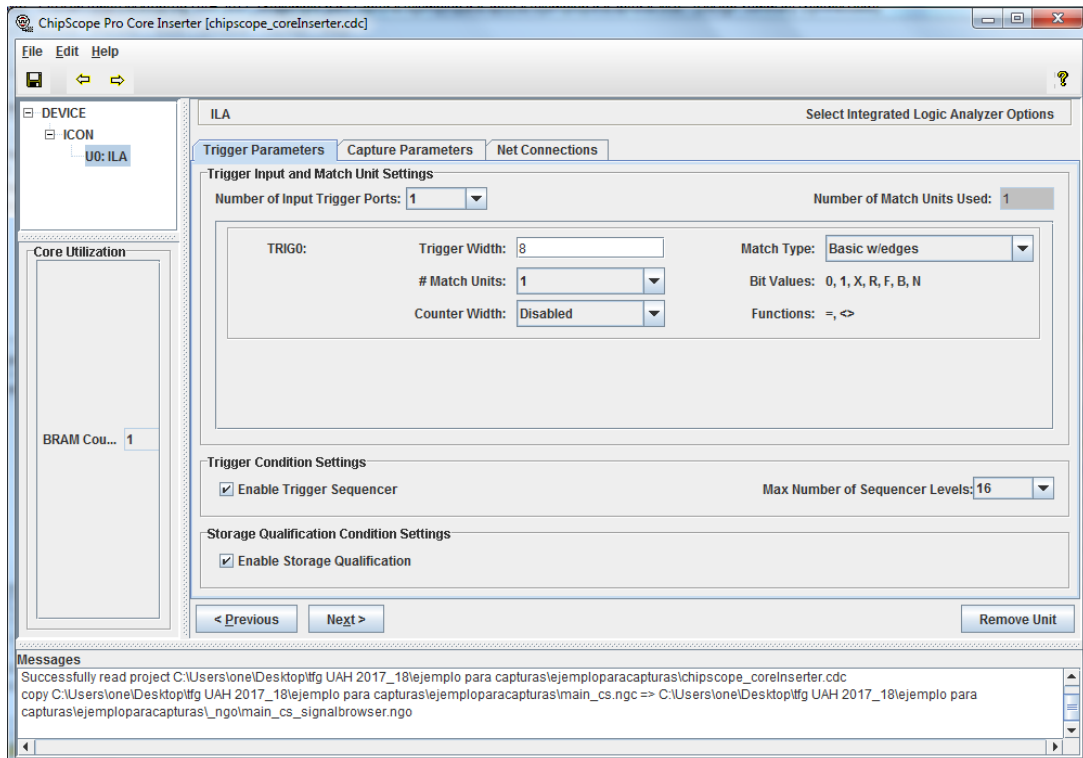 ChipScope Pro Core Inserter [chipscope_coreInserter.cdc]
File Edit Help
DEVICE
ICON
U0: ILA
Core Utilization
BRAM Cou... 1
ILA Select Integrated Logic Analyzer Options
Trigger Parameters Capture Parameters Net Connections
Trigger Input and Match Unit Settings
Number of Input Trigger Ports: 1 Number of Match Units Used: 1
TRIG0: Trigger Width: 8 Match Type: Basic w/edges
# Match Units: 1 Bit Values: 0, 1, X, R, F, B, N
Counter Width: Disabled Functions: =, <>
Trigger Condition Settings
Enable Trigger Sequencer Max Number of Sequencer Levels: 16
Storage Qualification Condition Settings
Enable Storage Qualification
< Previous Next > Remove Unit
Messages
Successfully read project C:\Users\one\Desktop\tfg UAH 2017_18\ejemplo para capturas\ejemploparacapturas\chipscope_coreInserter.cdc
copy C:\Users\one\Desktop\tfg UAH 2017_18\ejemplo para capturas\ejemploparacapturas\main_cs.ngc => C:\Users\one\Desktop\tfg UAH 2017_18\ejemplo para
capturas\ejemploparacapturas\_ngo\main_cs_signalbrowser.ngo